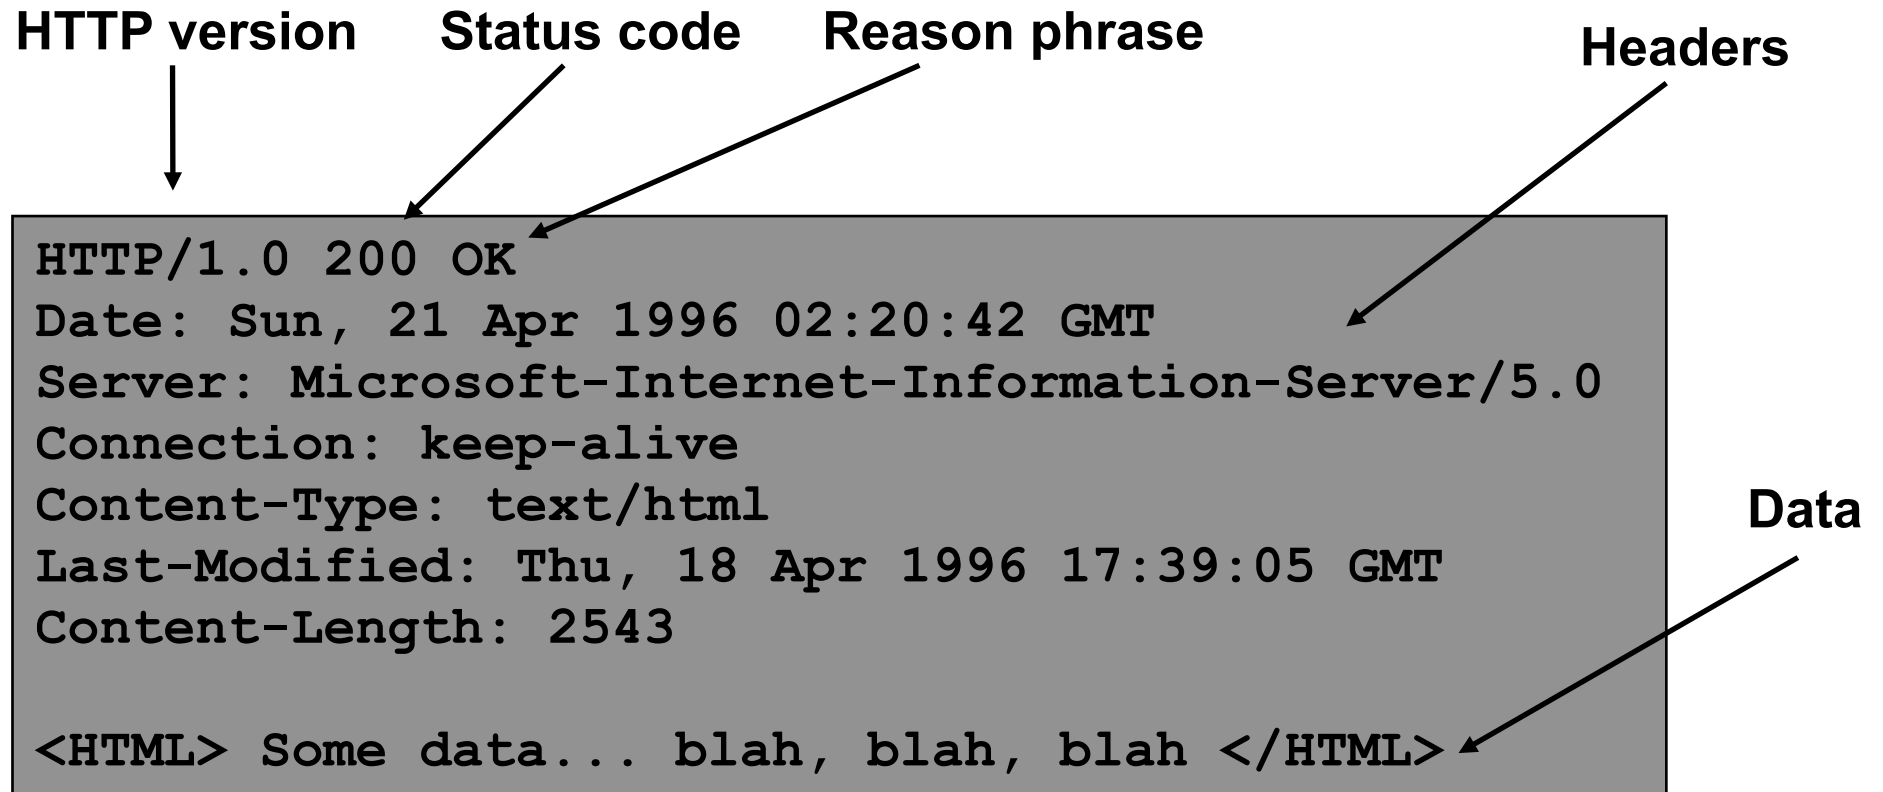 HTTP version Status code Reason phrase Headers
HTTP/1.0 200 OK
Date: Sun, 21 Apr 1996 02:20:42 GMT
Server: Microsoft-Internet-Information-Server/5.0
Connection: keep-alive
Content-Type: text/html
Data
Last-Modified: Thu, 18 Apr 1996 17:39:05 GMT
Content-Length: 2543
<HTML> Some data... blah, blah, blah </HTML>